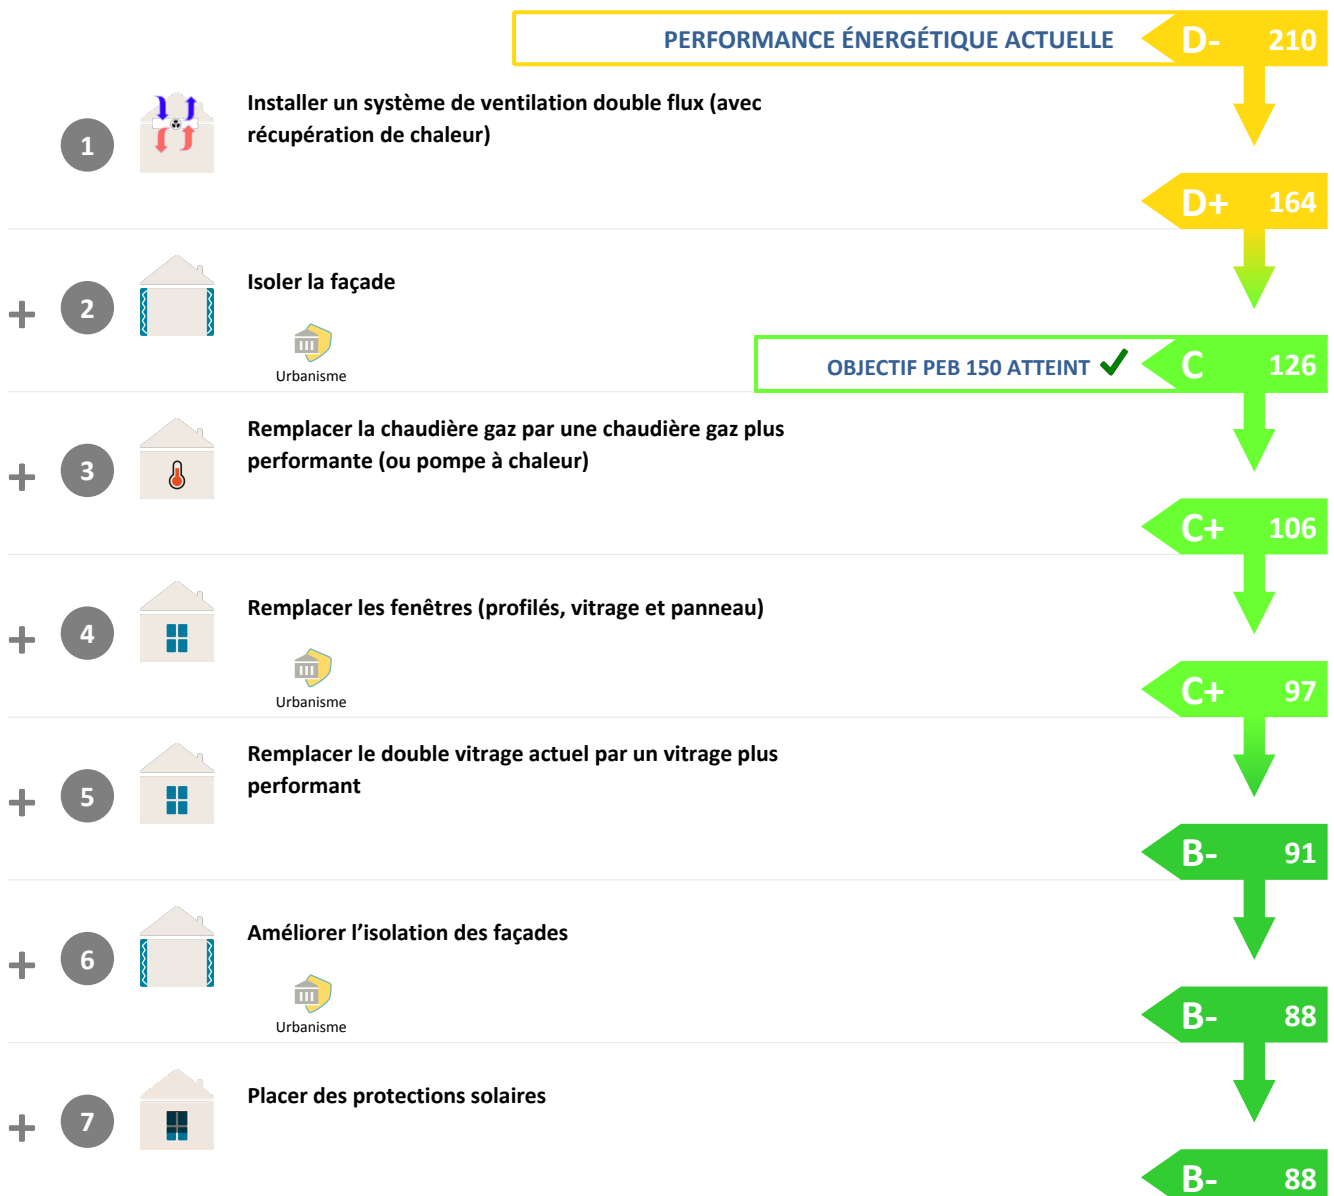 PERFORMANCE ÉNERGÉTIQUE ACTUELLE D- 210
1 Installer un système de ventilation double flux (avec
récupération de chaleur)
D+ 164
+ 2 Isoler la façade
Urbanisme
OBJECTIF PEB 150 ATTEINT ✓ C 126
+ 3 Remplacer la chaudière gaz par une chaudière gaz plus
performante (ou pompe à chaleur)
C+ 106
+ 4 Remplacer les fenêtres (profilés, vitrage et panneau)
Urbanisme
C+ 97
+ 5 Remplacer le double vitrage actuel par un vitrage plus
performant
B- 91
+ 6 Améliorer l’isolation des façades
Urbanisme
B- 88
+ 7 Placer des protections solaires
B- 88